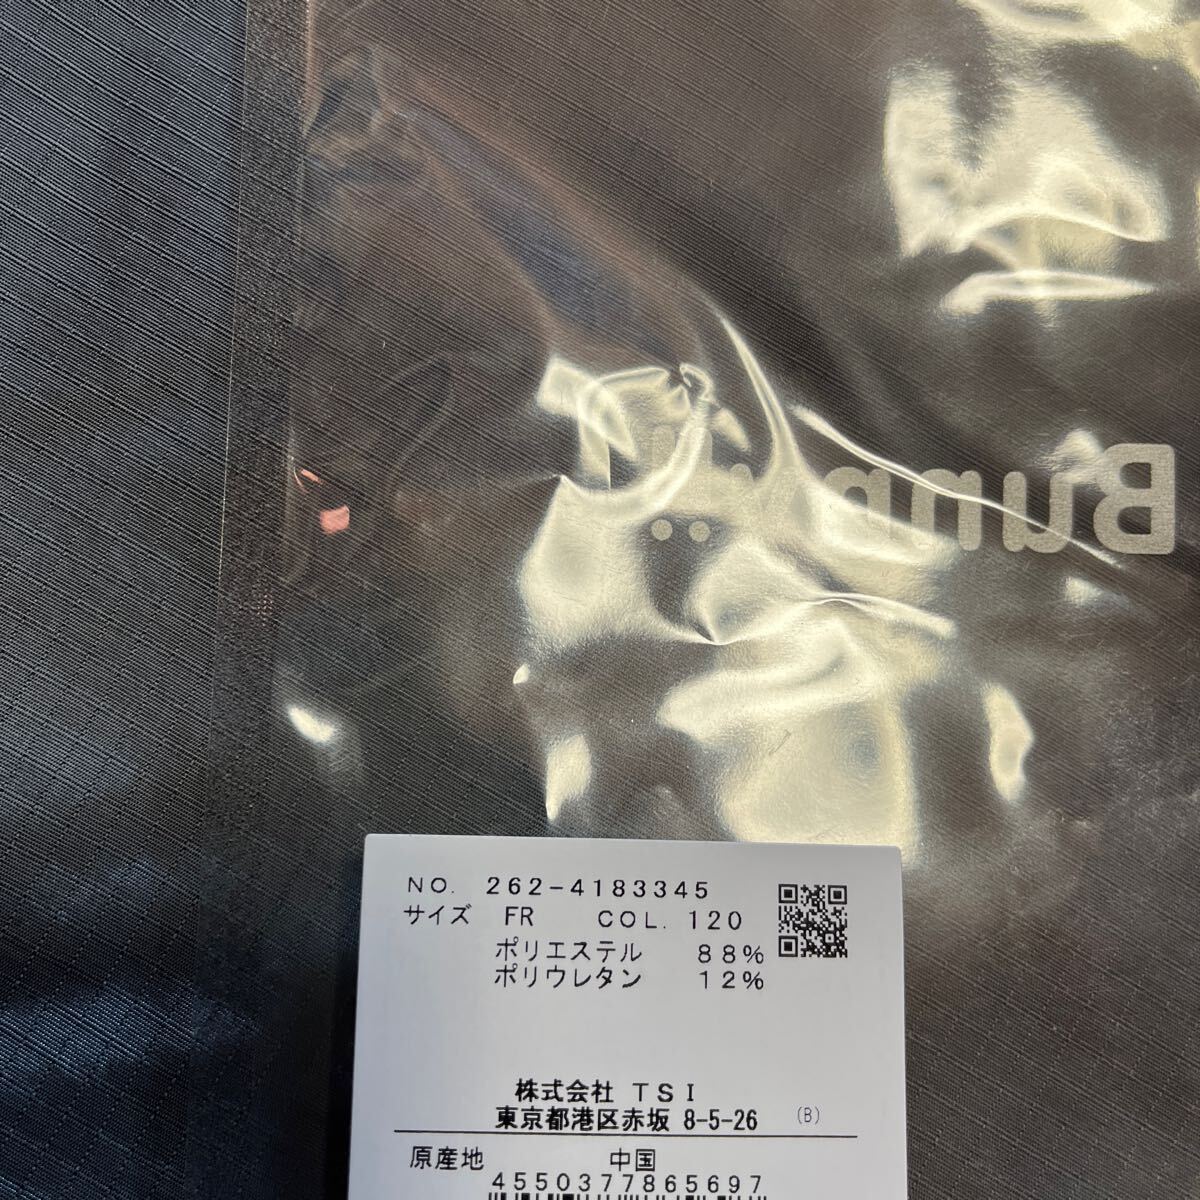 NO. 262-4183345
サイズ FR COL. 120
ポリエステル 88%
ポリウレタン 12%
株式会社 TSI
東京都港区赤坂 8-5-26 (B)
原産地 中国
4550377865697